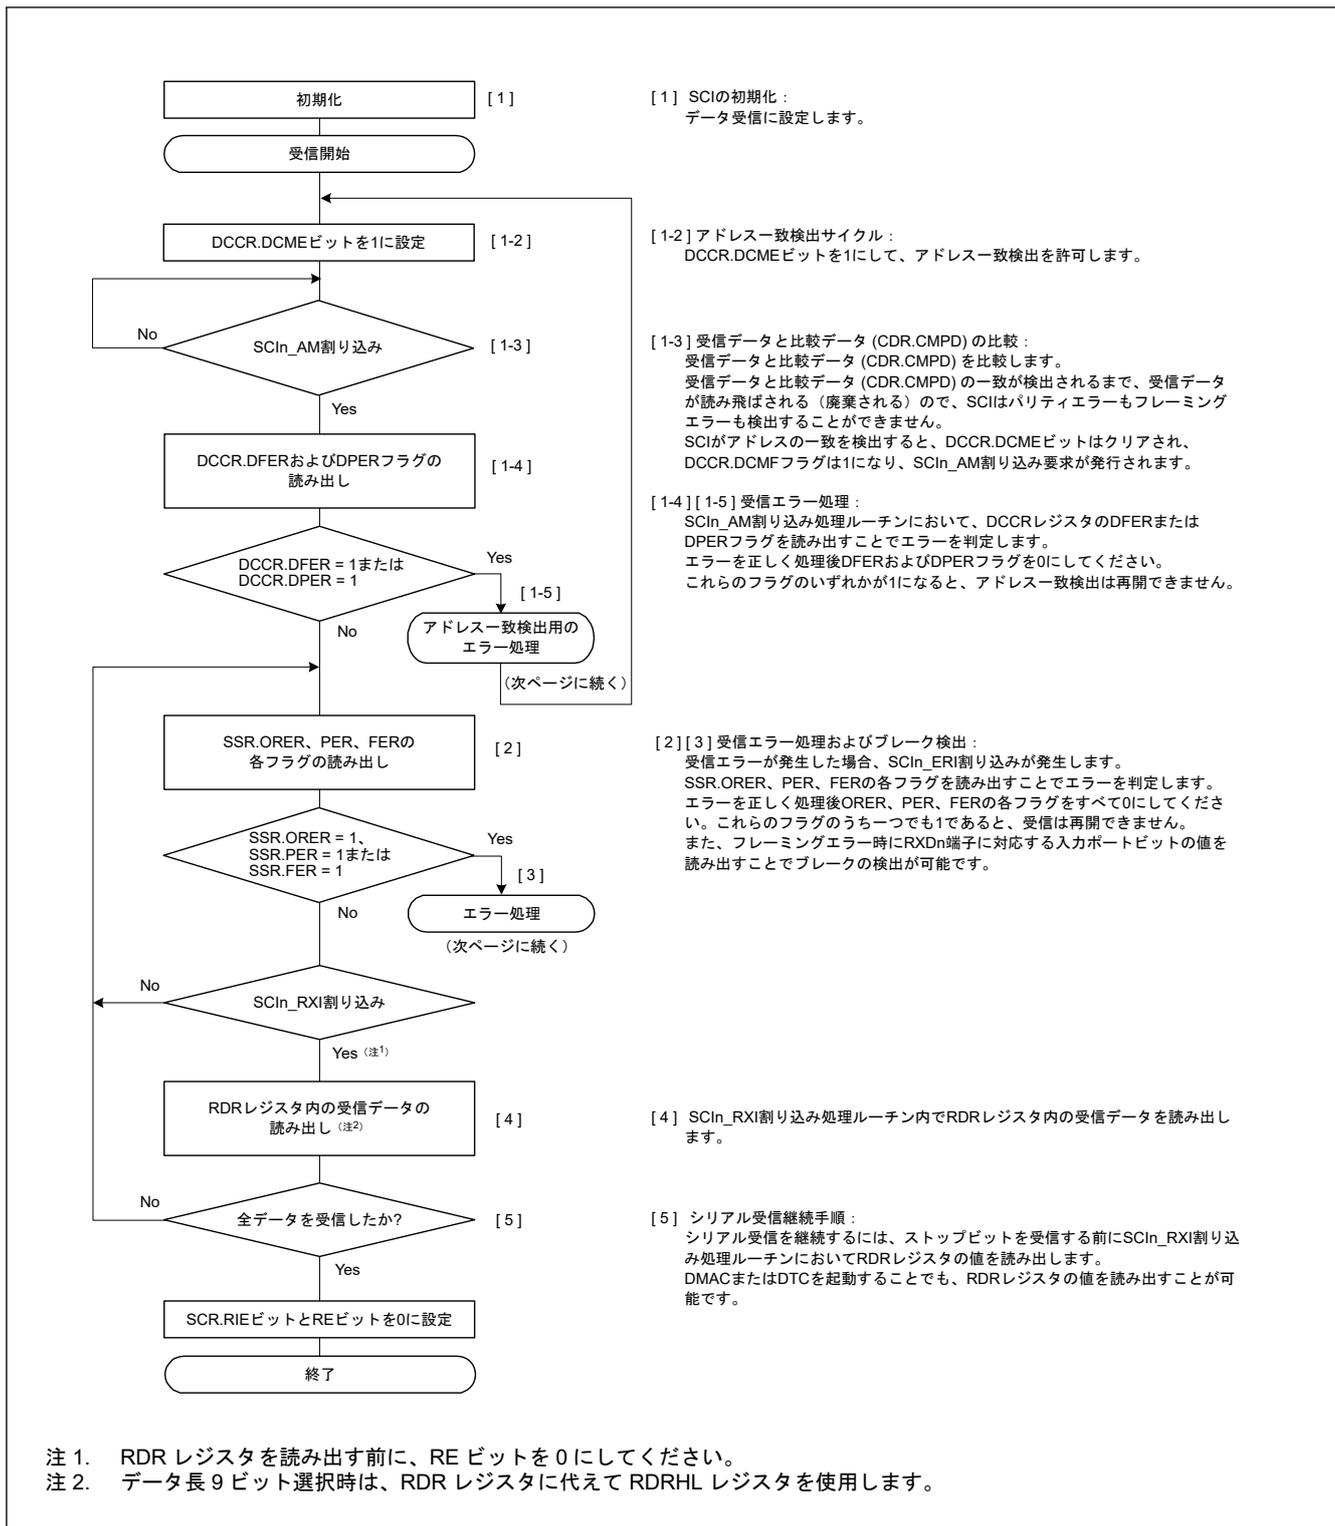 初期化
[ 1 ]
受信開始
DCCR.DCMEビットを1に設定
[ 1-2 ]
No
SCIn_AM割り込み
[ 1-3 ]
Yes
DCCR.DFERおよびDPERフラグの
読み出し
[ 1-4 ]
DCCR.DFER = 1または
DCCR.DPER = 1
Yes
[ 1-5 ]
No
アドレス一致検出用の
エラー処理
（次ページに続く）
SSR.ORER、PER、FERの
各フラグの読み出し
[ 2 ]
SSR.ORER = 1、
SSR.PER = 1または
SSR.FER = 1
Yes
[ 3 ]
No
エラー処理
（次ページに続く）
No
SCIn_RXI割り込み
Yes（注1）
RDRレジスタ内の受信データの
読み出し（注2）
[ 4 ]
No
全データを受信したか?
[ 5 ]
Yes
SCR.RIEビットとREビットを0に設定
終了
[ 1 ] SCIの初期化：
データ受信に設定します。
[ 1-2 ] アドレス一致検出サイクル：
DCCR.DCMEビットを1にして、アドレス一致検出を許可します。
[ 1-3 ] 受信データと比較データ (CDR.CMPD) の比較：
受信データと比較データ (CDR.CMPD) を比較します。
受信データと比較データ (CDR.CMPD) の一致が検出されるまで、受信データ
が読み飛ばされる（廃棄される）ので、SCIはパリティエラーもフレーミング
エラーも検出することができません。
SCIがアドレスの一致を検出すると、DCCR.DCMEビットはクリアされ、
DCCR.DCMFフラグは1になり、SCIn_AM割り込み要求が発行されます。
[ 1-4 ] [ 1-5 ] 受信エラー処理：
SCIn_AM割り込み処理ルーチンにおいて、DCCRレジスタのDFERまたは
DPERフラグを読み出すことでエラーを判定します。
エラーを正しく処理後DFERおよびDPERフラグを0にしてください。
これらのフラグのいずれかが1になると、アドレス一致検出は再開できません。
[ 2 ] [ 3 ] 受信エラー処理およびブレーク検出：
受信エラーが発生した場合、SCIn_ERI割り込みが発生します。
SSR.ORER、PER、FERの各フラグを読み出すことでエラーを判定します。
エラーを正しく処理後ORER、PER、FERの各フラグをすべて0にしてくださ
い。これらのフラグのうち一つでも1であると、受信は再開できません。
また、フレーミングエラー時にRXDn端子に対応する入力ポートビットの値を
読み出すことでブレークの検出が可能です。
[ 4 ] SCIn_RXI割り込み処理ルーチン内でRDRレジスタ内の受信データを読み出し
ます。
[ 5 ] シリアル受信継続手順：
シリアル受信を継続するには、ストップビットを受信する前にSCIn_RXI割り込
み処理ルーチンにおいてRDRレジスタの値を読み出します。
DMACまたはDTCを起動することでも、RDRレジスタの値を読み出すことが可
能です。
注 1. RDR レジスタを読み出す前に、RE ビットを 0 にしてください。
注 2. データ長 9 ビット選択時は、RDR レジスタに代えて RDRHL レジスタを使用します。